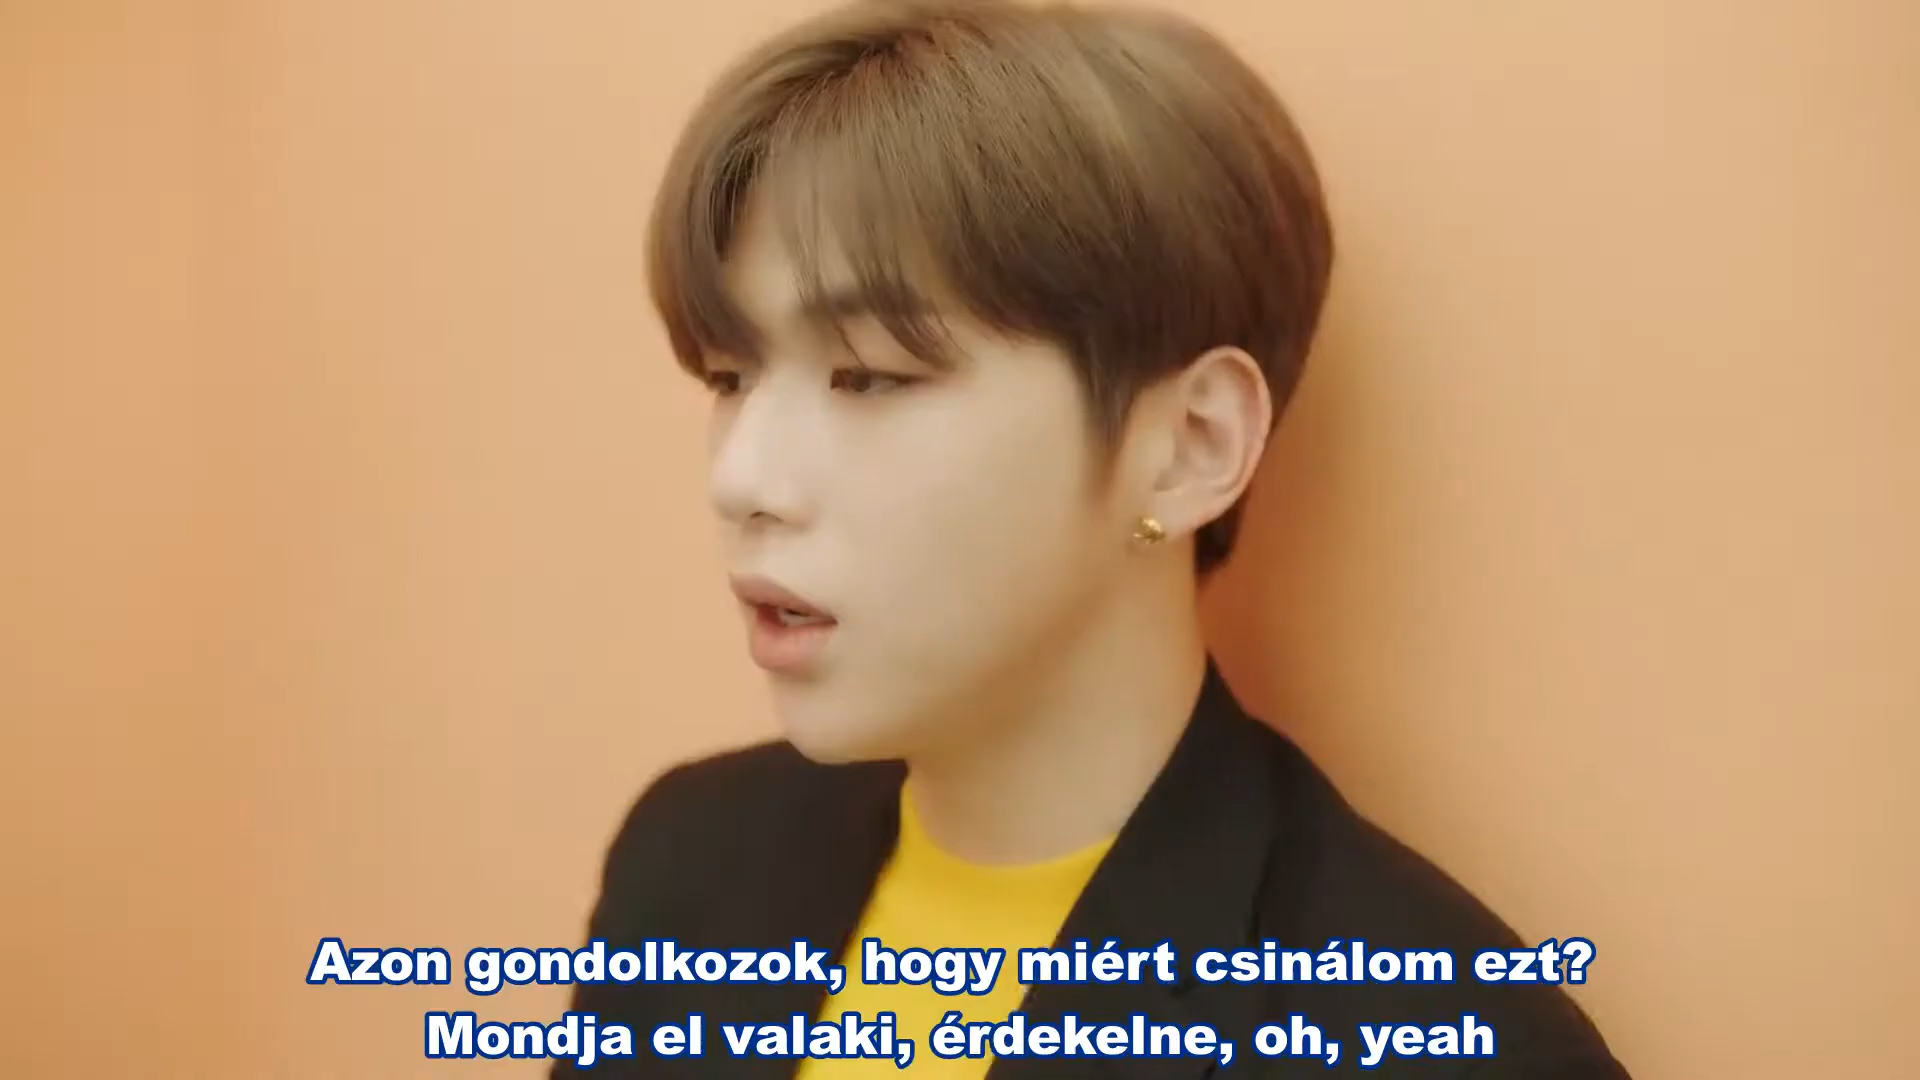 Azon gondolkozok, hogy miért csinálom ezt?
Mondja el valaki, érdekelne, oh, yeah